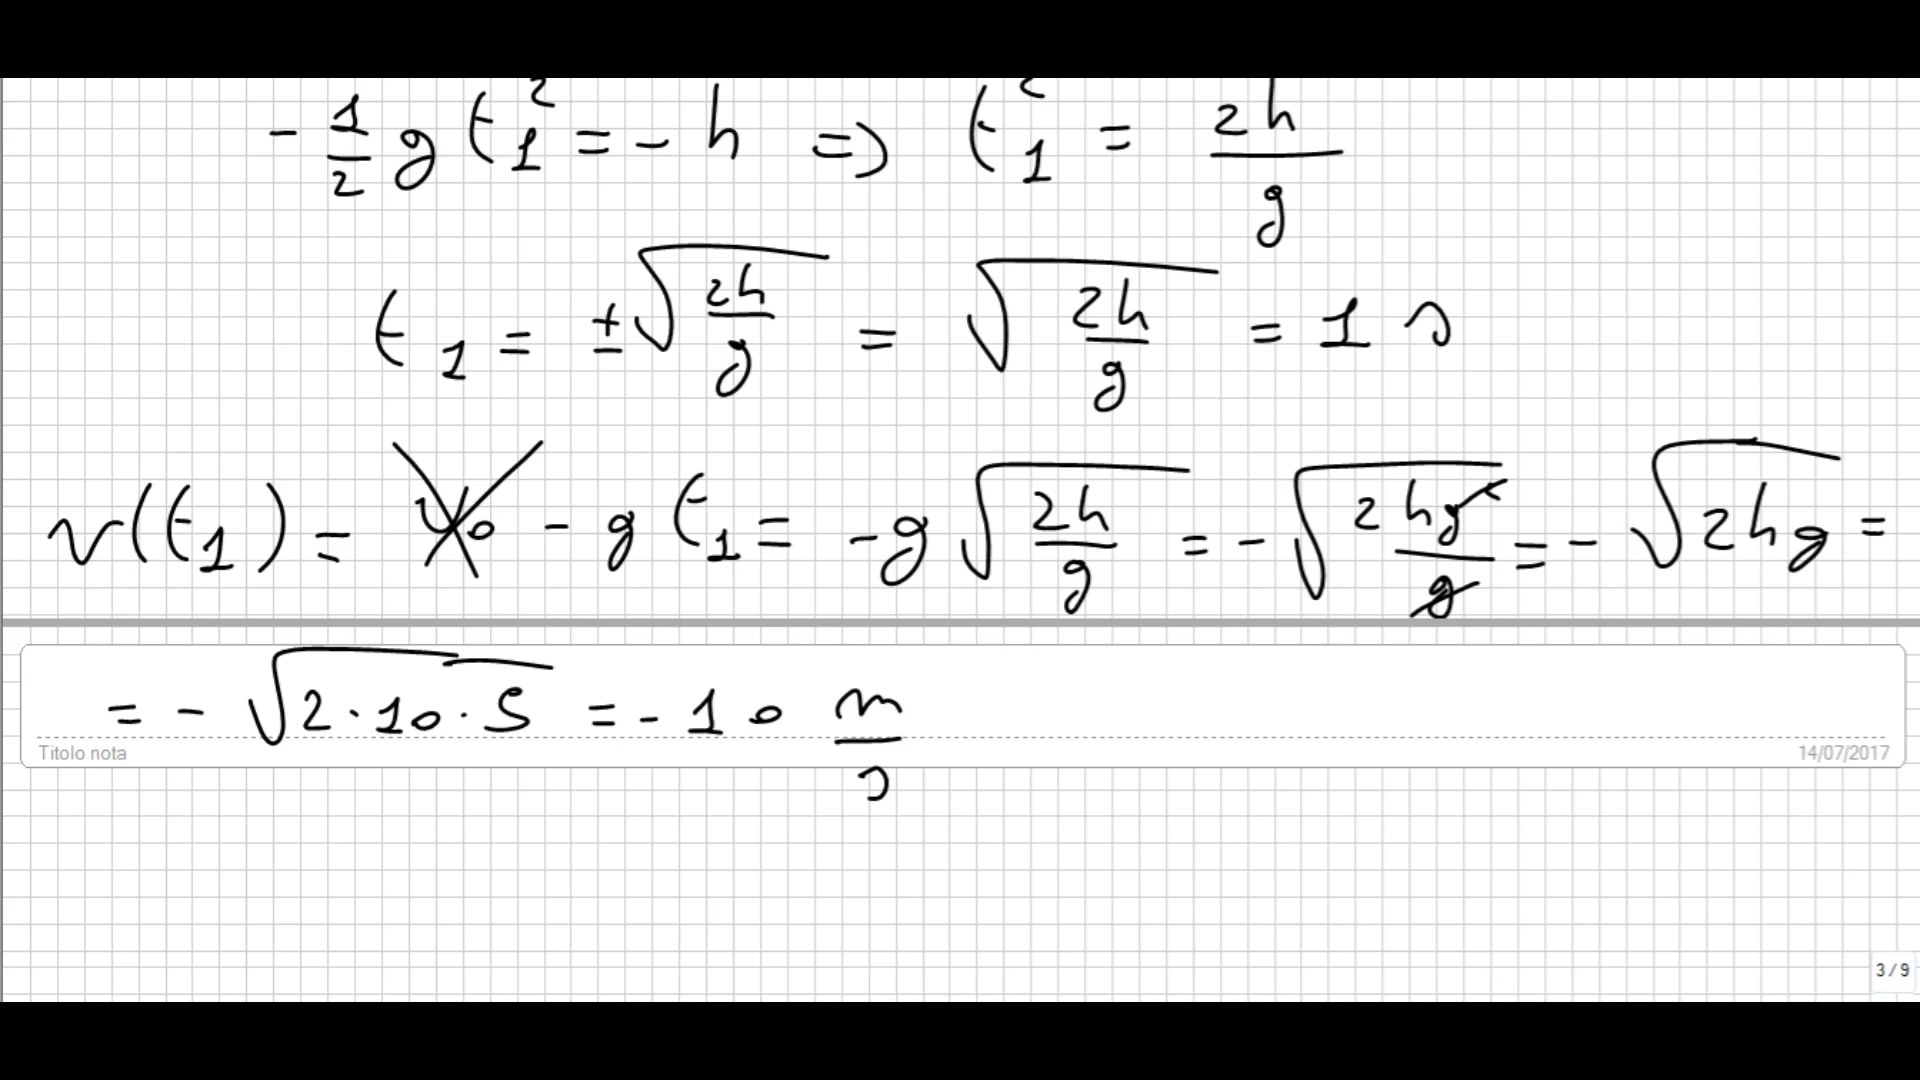 - 1/2 g t₁² = - h => t₁² = 2h/g
t₁ = ±√(2h/g) = √(2h/g) = 1 s
v(t₁) = v₀ - g t₁ = -g √(2h/g) = - √(2hg²/g) = - √(2hg) =
= - √(2·10·5) = - 10 m/s
Titolo nota 14/07/2017
3 / 9